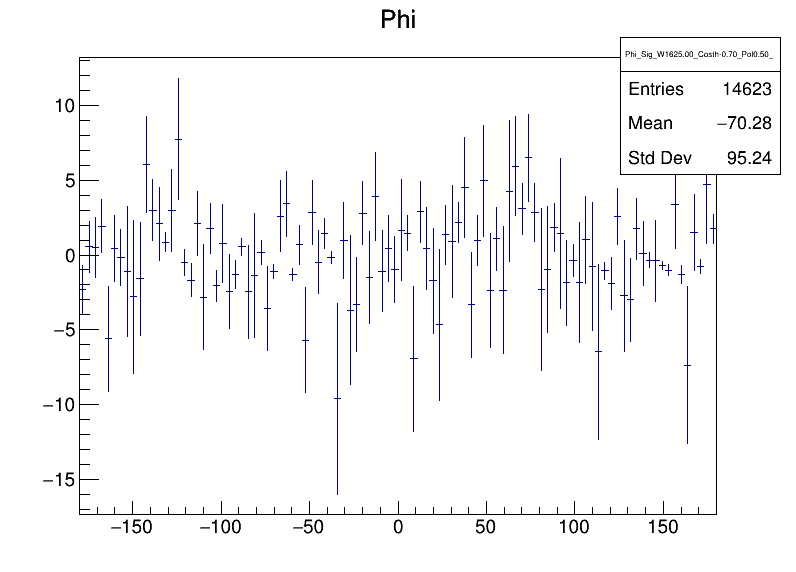 Phi
Phi_Sig_W1625.00_Costh-0.70_Pol0.50_
Entries 14623
Mean −70.28
Std Dev 95.24
10
5
0
−5
−10
−15
−150 −100 −50 0 50 100 150